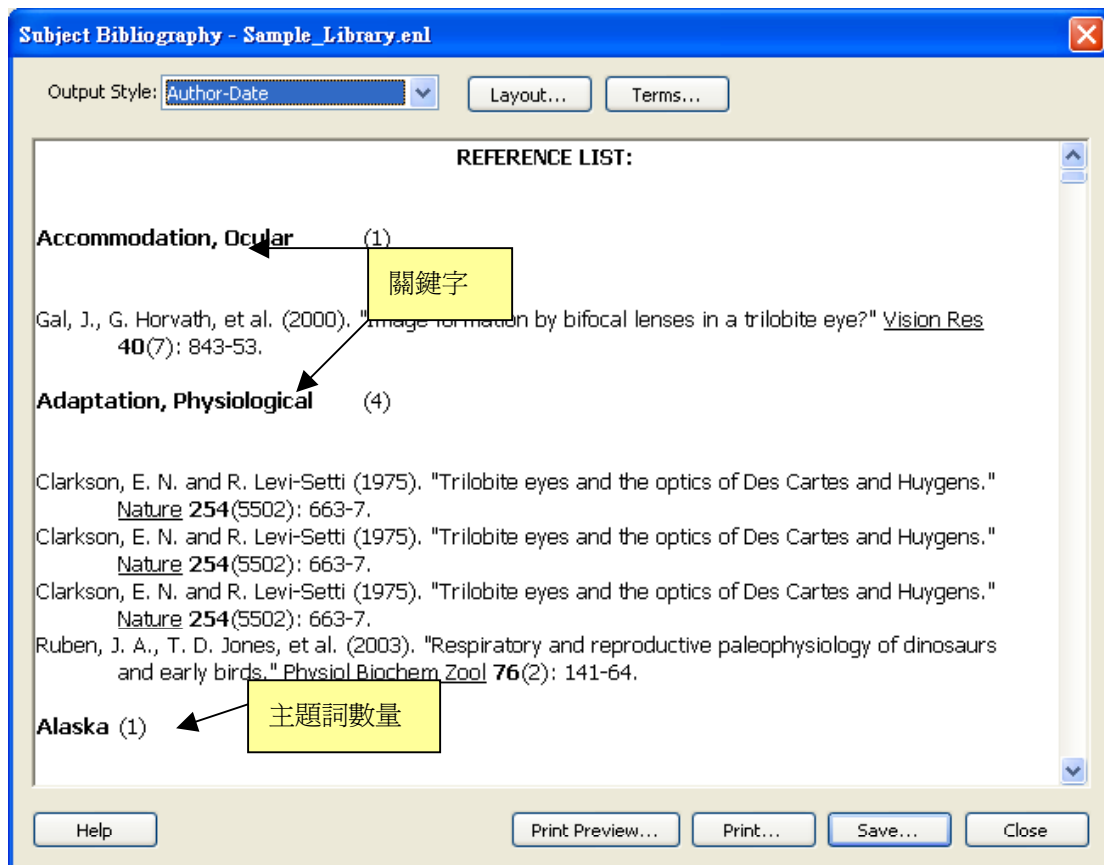 Subject Bibliography - Sample_Library.enl
Output Style: Author-Date Layout... Terms...
REFERENCE LIST:
Accommodation, Ocular (1)
關鍵字
Gal, J., G. Horvath, et al. (2000). "Image formation by bifocal lenses in a trilobite eye?" Vision Res
40(7): 843-53.
Adaptation, Physiological (4)
Clarkson, E. N. and R. Levi-Setti (1975). "Trilobite eyes and the optics of Des Cartes and Huygens."
Nature 254(5502): 663-7.
Clarkson, E. N. and R. Levi-Setti (1975). "Trilobite eyes and the optics of Des Cartes and Huygens."
Nature 254(5502): 663-7.
Clarkson, E. N. and R. Levi-Setti (1975). "Trilobite eyes and the optics of Des Cartes and Huygens."
Nature 254(5502): 663-7.
Ruben, J. A., T. D. Jones, et al. (2003). "Respiratory and reproductive paleophysiology of dinosaurs
and early birds." Physiol Biochem Zool 76(2): 141-64.
主題詞數量
Alaska (1)
Help Print Preview... Print... Save... Close